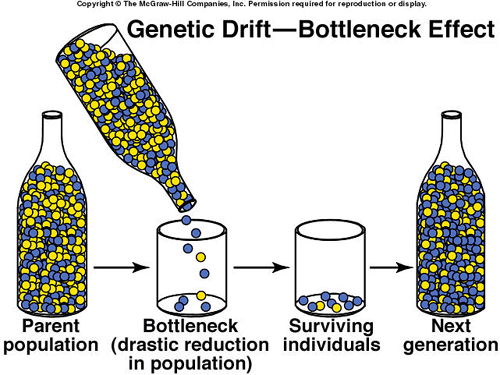 Copyright © The McGraw-Hill Companies, Inc. Permission required for reproduction or display.
Genetic Drift—Bottleneck Effect
Parent
population
Bottleneck
(drastic reduction
in population)
Surviving
individuals
Next
generation